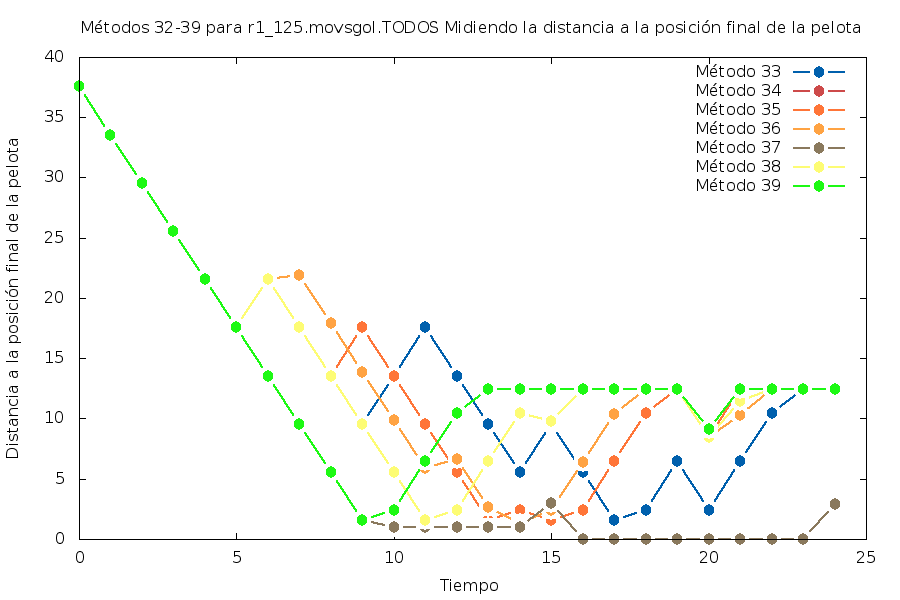 Métodos 32-39 para r1_125.movsgol.TODOS Midiendo la distancia a la posición final de la pelota
Distancia a la posición final de la pelota
40
35
30
25
20
15
10
5
0
Método 33
Método 34
Método 35
Método 36
Método 37
Método 38
Método 39
0 5 10 15 20 25
Tiempo